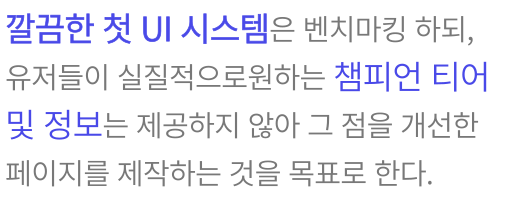 깔끔한 첫 UI 시스템은 벤치마킹 하되,
유저들이 실질적으로원하는 챔피언 티어
및 정보는 제공하지 않아 그 점을 개선한
페이지를 제작하는 것을 목표로 한다.